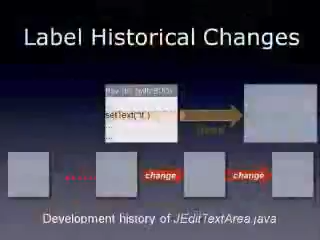 Label Historical Changes
setText("\t")
...
change
change
Development history of JEditTextArea.java